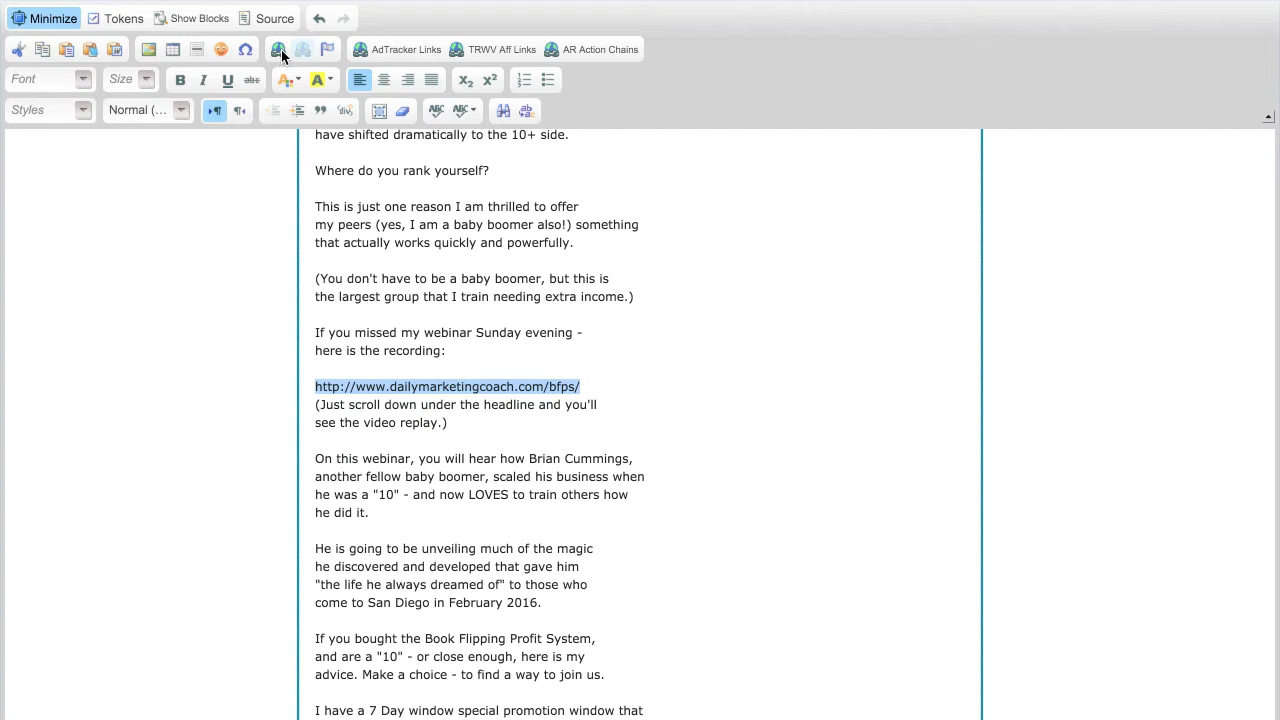 Minimize Tokens Show Blocks Source
AdTracker Links TRWV Aff Links AR Action Chains
Font Size B I U abc A A X₂ X²
Styles Normal (...
have shifted dramatically to the 10+ side.
Where do you rank yourself?
This is just one reason I am thrilled to offer
my peers (yes, I am a baby boomer also!) something
that actually works quickly and powerfully.
(You don't have to be a baby boomer, but this is
the largest group that I train needing extra income.)
If you missed my webinar Sunday evening -
here is the recording:
http://www.dailymarketingcoach.com/bfps/
(Just scroll down under the headline and you'll
see the video replay.)
On this webinar, you will hear how Brian Cummings,
another fellow baby boomer, scaled his business when
he was a "10" - and now LOVES to train others how
he did it.
He is going to be unveiling much of the magic
he discovered and developed that gave him
"the life he always dreamed of" to those who
come to San Diego in February 2016.
If you bought the Book Flipping Profit System,
and are a "10" - or close enough, here is my
advice. Make a choice - to find a way to join us.
I have a 7 Day window special promotion window that